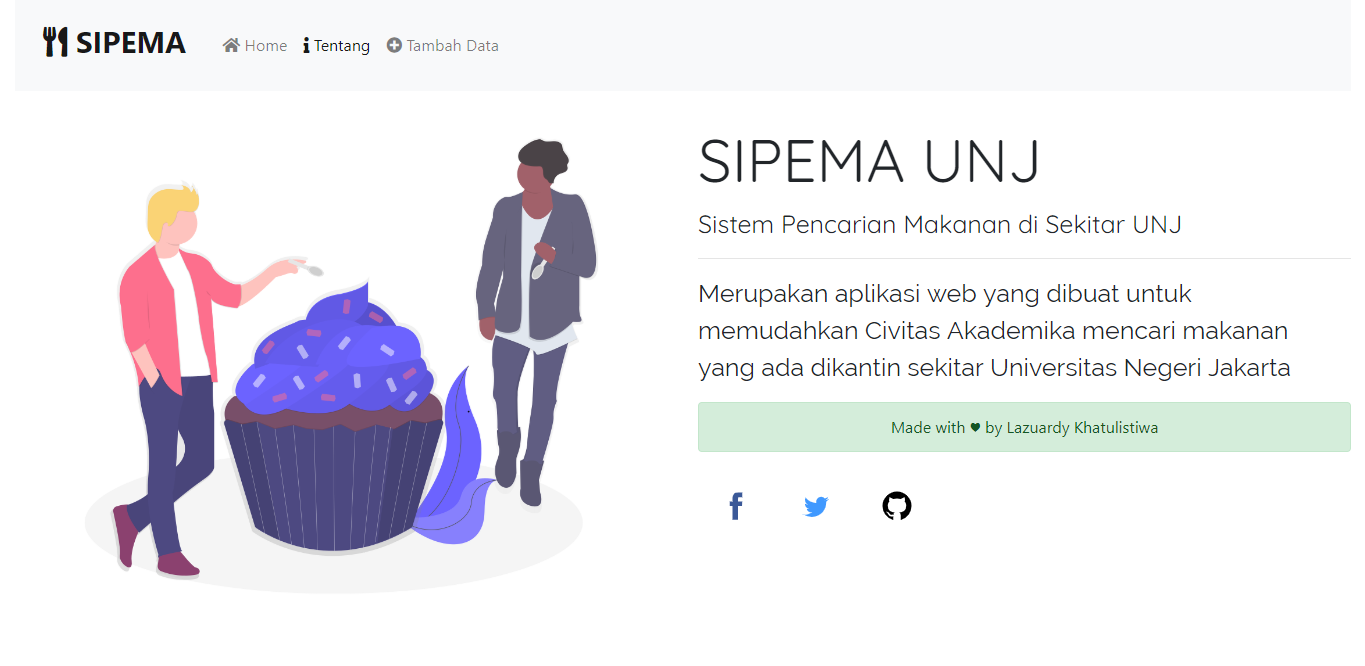 SIPEMA
Home Tentang Tambah Data
SIPEMA UNJ
Sistem Pencarian Makanan di Sekitar UNJ
Merupakan aplikasi web yang dibuat untuk
memudahkan Civitas Akademika mencari makanan
yang ada dikantin sekitar Universitas Negeri Jakarta
Made with ♥ by Lazuardy Khatulistiwa